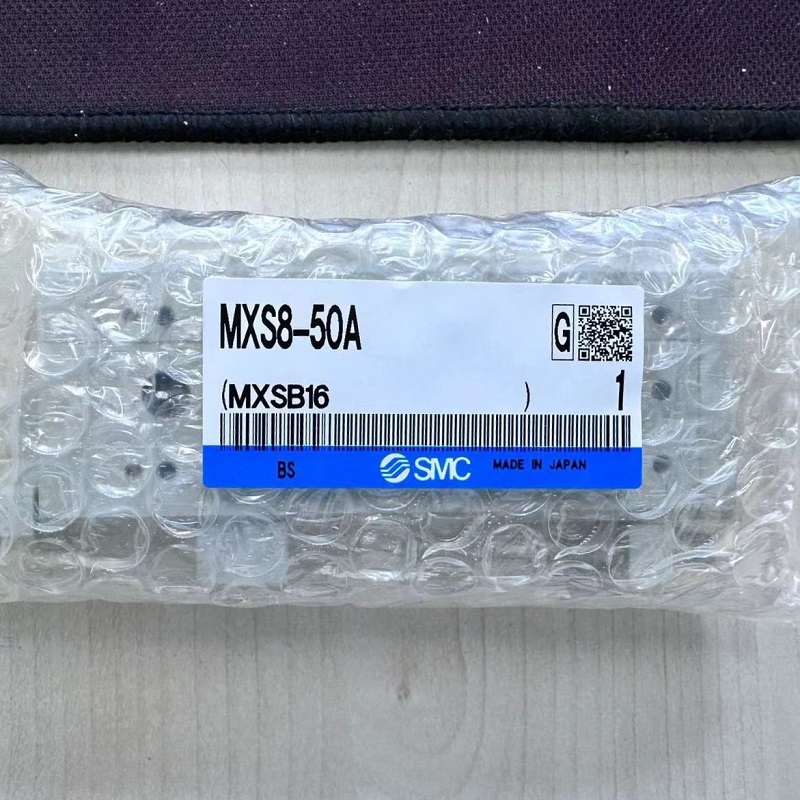 MXS8-50A
G
(MXSB16 )
1
BS SMC MADE IN JAPAN